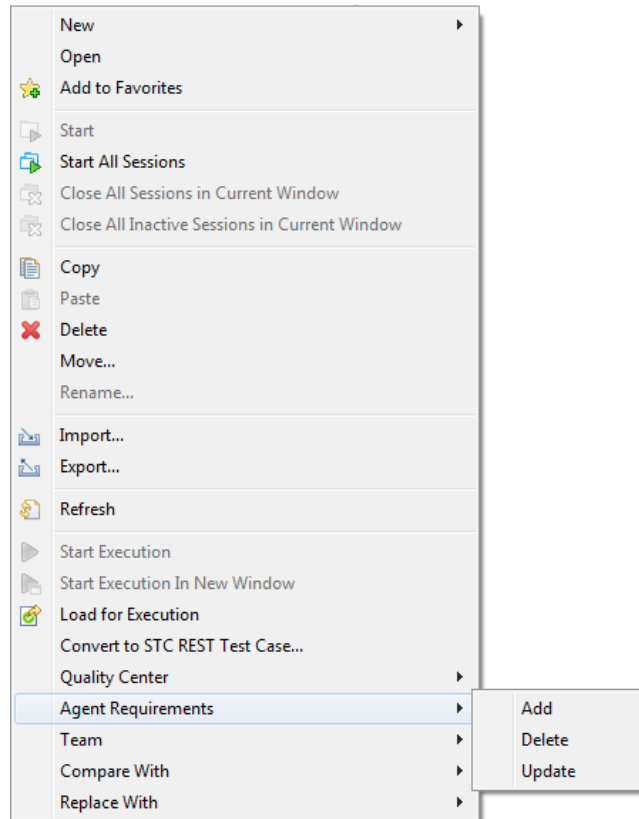 New
Open
Add to Favorites
Start
Start All Sessions
Close All Sessions in Current Window
Close All Inactive Sessions in Current Window
Copy
Paste
Delete
Move...
Rename...
Import...
Export...
Refresh
Start Execution
Start Execution In New Window
Load for Execution
Convert to STC REST Test Case...
Quality Center
Agent Requirements
Team
Compare With
Replace With
Add
Delete
Update